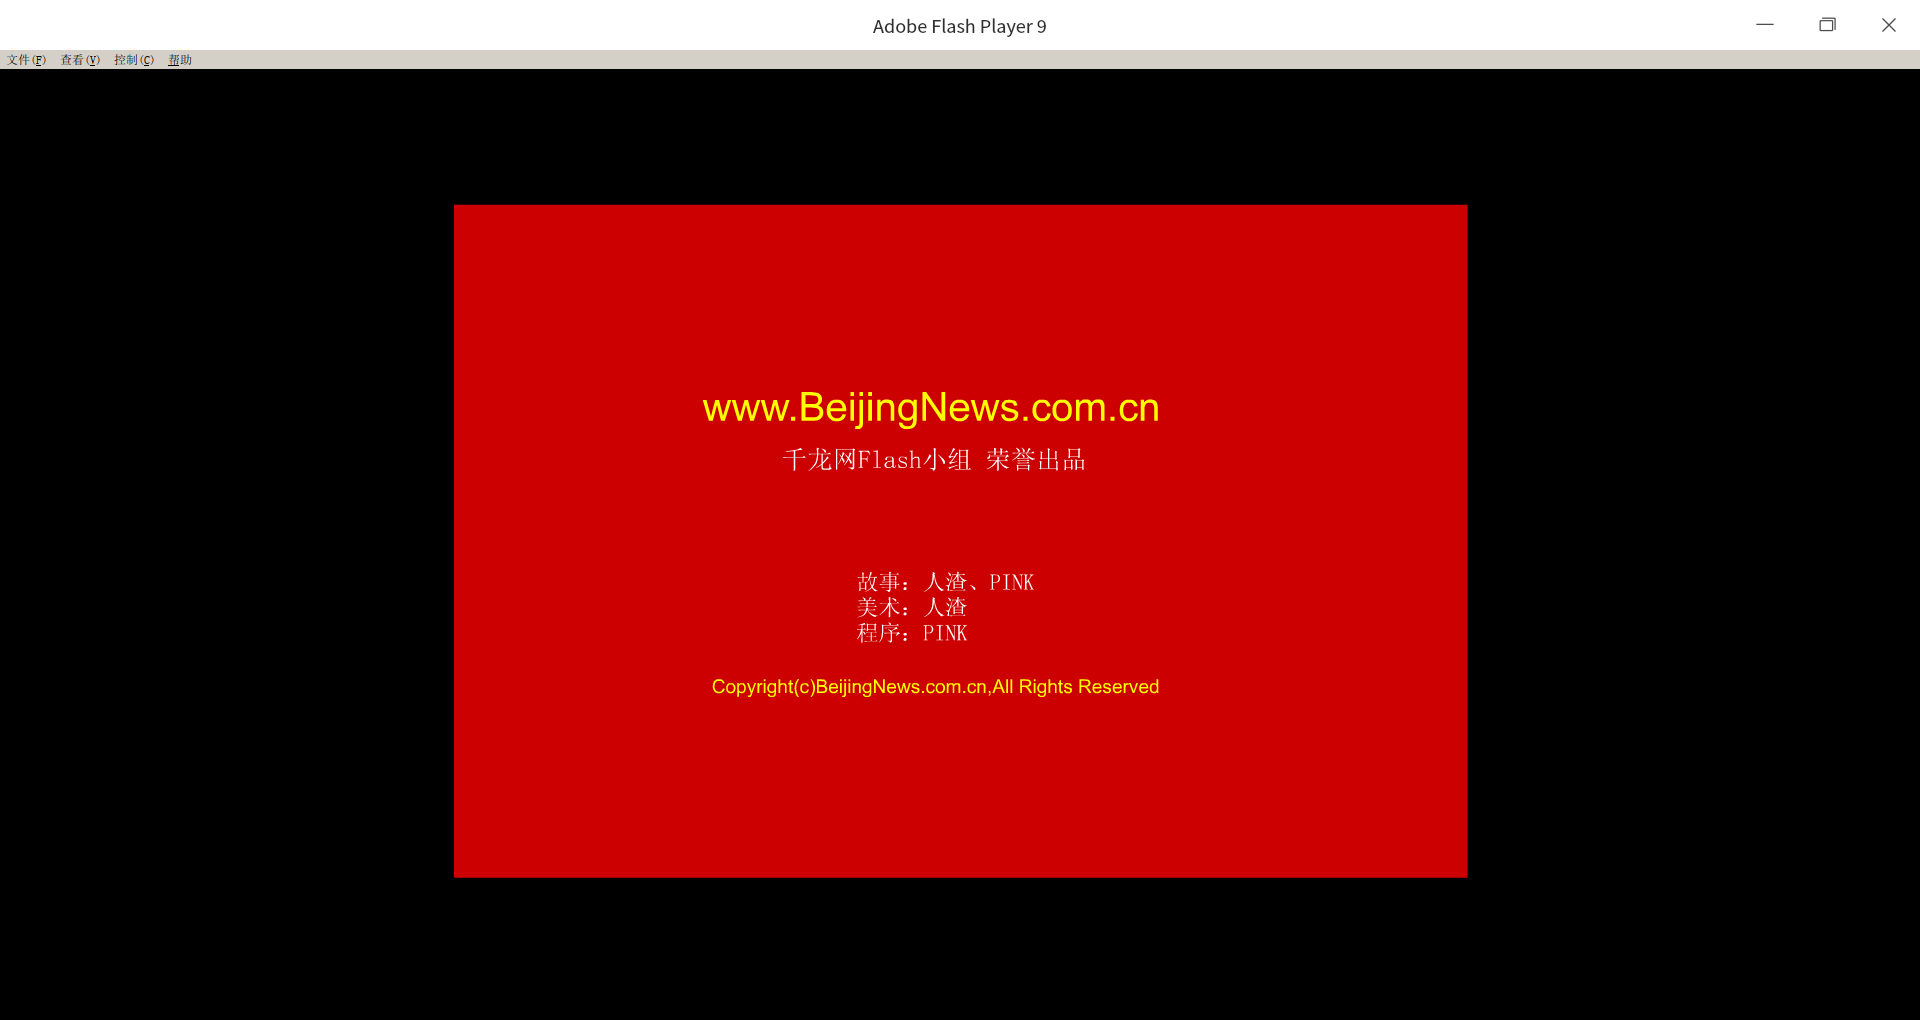 Adobe Flash Player 9
文件(F) 查看(V) 控制(C) 帮助
www.BeijingNews.com.cn
千龙网Flash小组 荣誉出品
故事：人渣、PINK
美术：人渣
程序：PINK
Copyright(c)BeijingNews.com.cn,All Rights Reserved